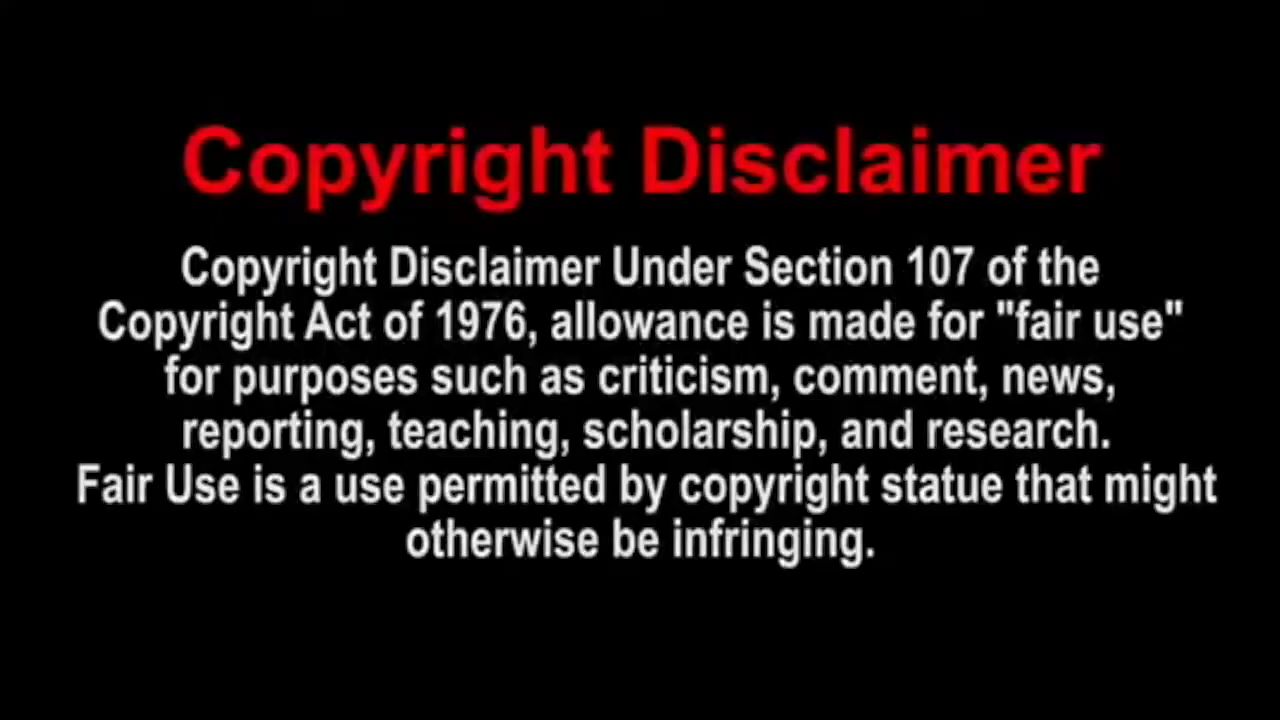 Copyright Disclaimer
Copyright Disclaimer Under Section 107 of the
Copyright Act of 1976, allowance is made for "fair use"
for purposes such as criticism, comment, news,
reporting, teaching, scholarship, and research.
Fair Use is a use permitted by copyright statue that might
otherwise be infringing.